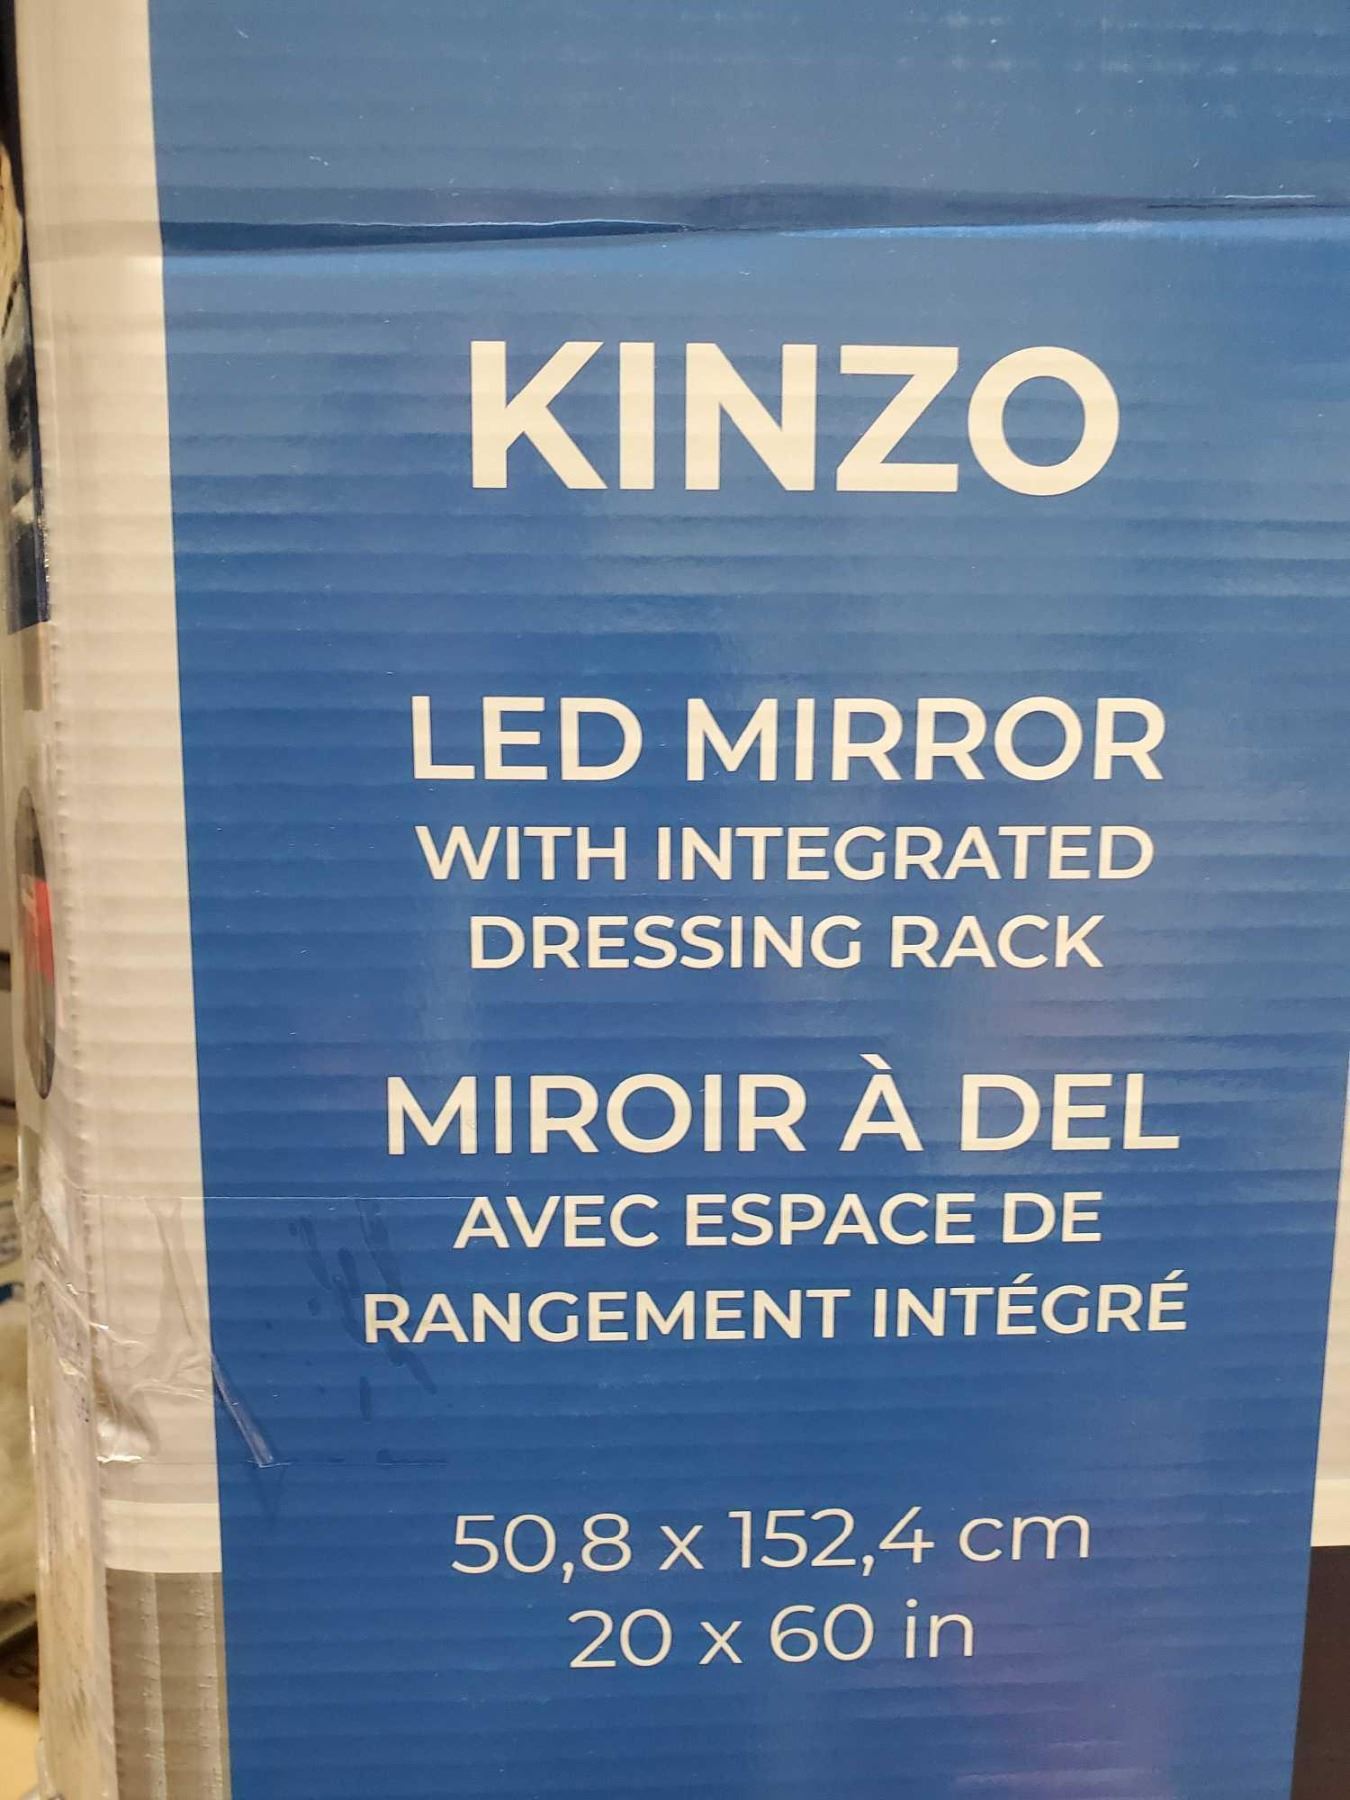 KINZO
LED MIRROR
WITH INTEGRATED
DRESSING RACK
MIROIR À DEL
AVEC ESPACE DE
RANGEMENT INTÉGRÉ
50,8 x 152,4 cm
20 x 60 in